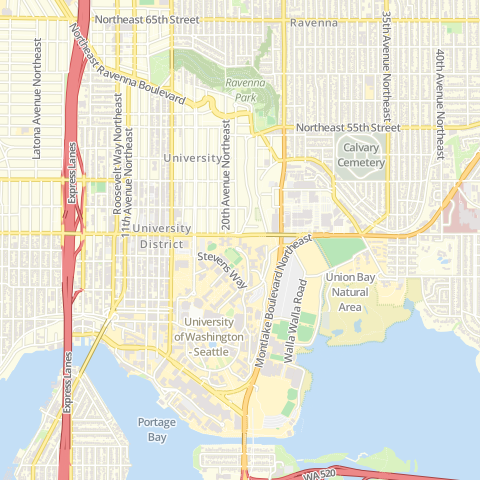 Northeast 65th Street
Ravenna
Northeast Ravenna Boulevard
35th Avenue Northeast
40th Avenue Northeast
Latona Avenue Northeast
Ravenna
Park
Roosevelt Way Northeast
11th Avenue Northeast
20th Avenue Northeast
Northeast 55th Street
Calvary
Cemetery
University
Express Lanes
University
District
Stevens Way
Montlake Boulevard Northeast
Walla Walla Road
Union Bay
Natural
Area
University
of Washington
- Seattle
Express Lanes
Portage
Bay
WA 520